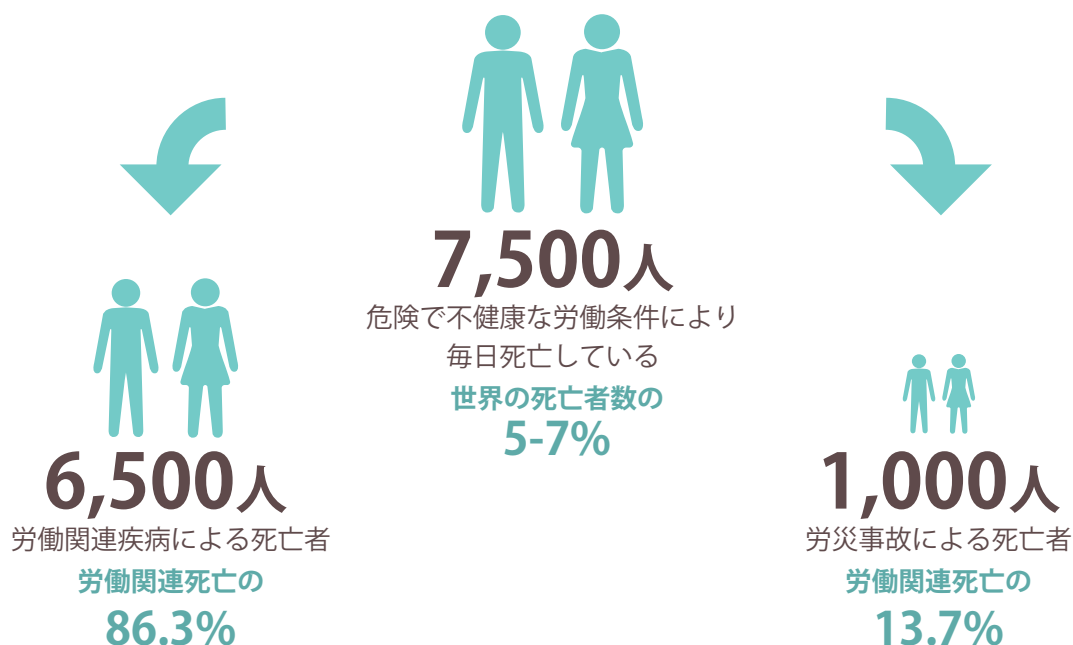 7,500人
危険で不健康な労働条件により
毎日死亡している
世界の死亡者数の
5-7%
6,500人
労働関連疾病による死亡者
労働関連死亡の
86.3%
1,000人
労災事故による死亡者
労働関連死亡の
13.7%